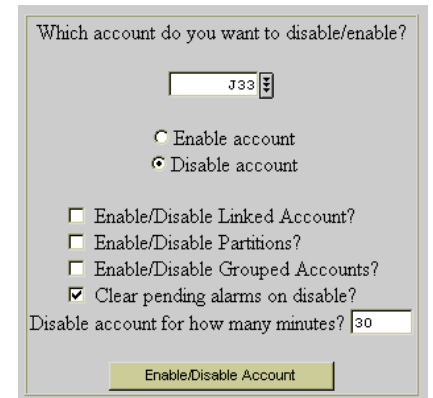 Which account do you want to disable/enable?
J33
Enable account
Disable account
Enable/Disable Linked Account?
Enable/Disable Partitions?
Enable/Disable Grouped Accounts?
Clear pending alarms on disable?
Disable account for how many minutes? 30
Enable/Disable Account